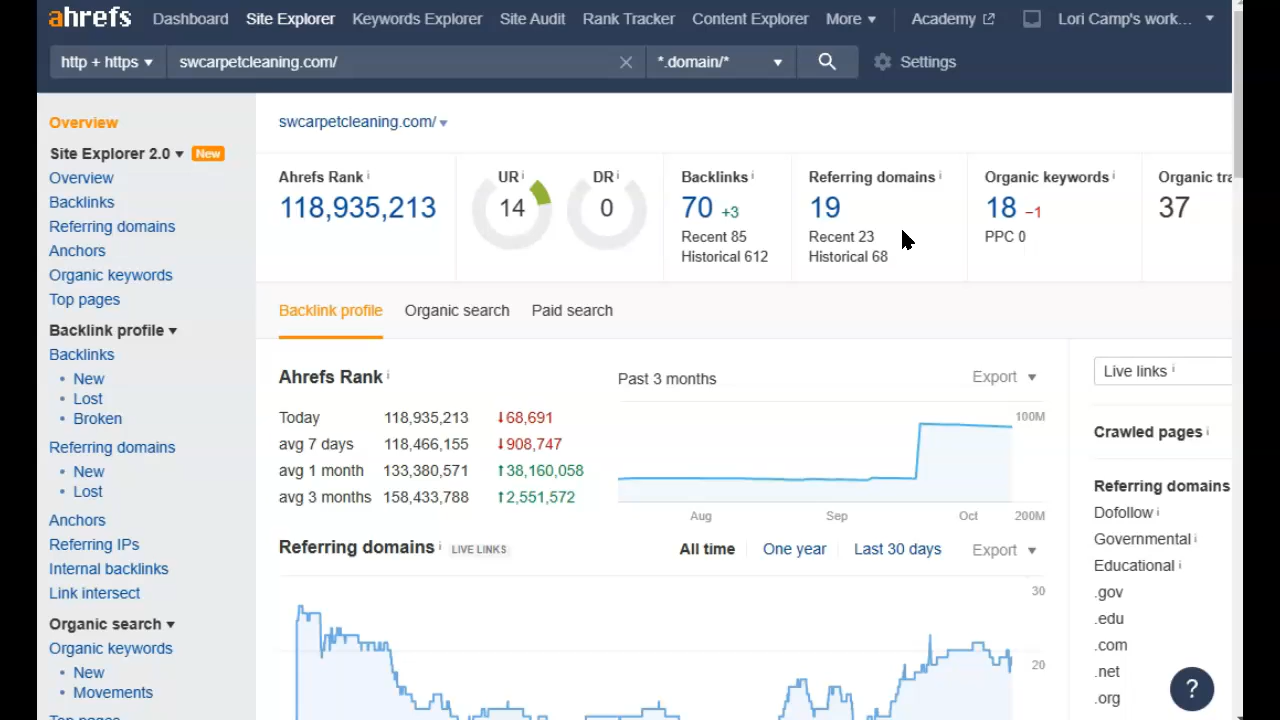 ahrefs Dashboard Site Explorer Keywords Explorer Site Audit Rank Tracker Content Explorer More Academy Lori Camp's work...
http + https swcarpetcleaning.com/ *.domain/* Settings
Overview
Site Explorer 2.0 New
Overview
Backlinks
Referring domains
Anchors
Organic keywords
Top pages
Backlink profile
Backlinks
• New
• Lost
• Broken
Referring domains
• New
• Lost
Anchors
Referring IPs
Internal backlinks
Link intersect
Organic search
Organic keywords
• New
• Movements
swcarpetcleaning.com/
Ahrefs Rank i
118,935,213
UR i
14
DR i
0
Backlinks i
70 +3
Recent 85
Historical 612
Referring domains i
19
Recent 23
Historical 68
Organic keywords i
18 −1
PPC 0
Organic tra
37
Backlink profile Organic search Paid search
Ahrefs Rank i
Today 118,935,213 ↓68,691
avg 7 days 118,466,155 ↓908,747
avg 1 month 133,380,571 ↑38,160,058
avg 3 months 158,433,788 ↑2,551,572
Past 3 months Export
100M
Aug Sep Oct 200M
Referring domains i LIVE LINKS All time One year Last 30 days Export
30
20
Live links i
Crawled pages i
Referring domains
Dofollow i
Governmental i
Educational i
.gov
.edu
.com
.net
.org
?